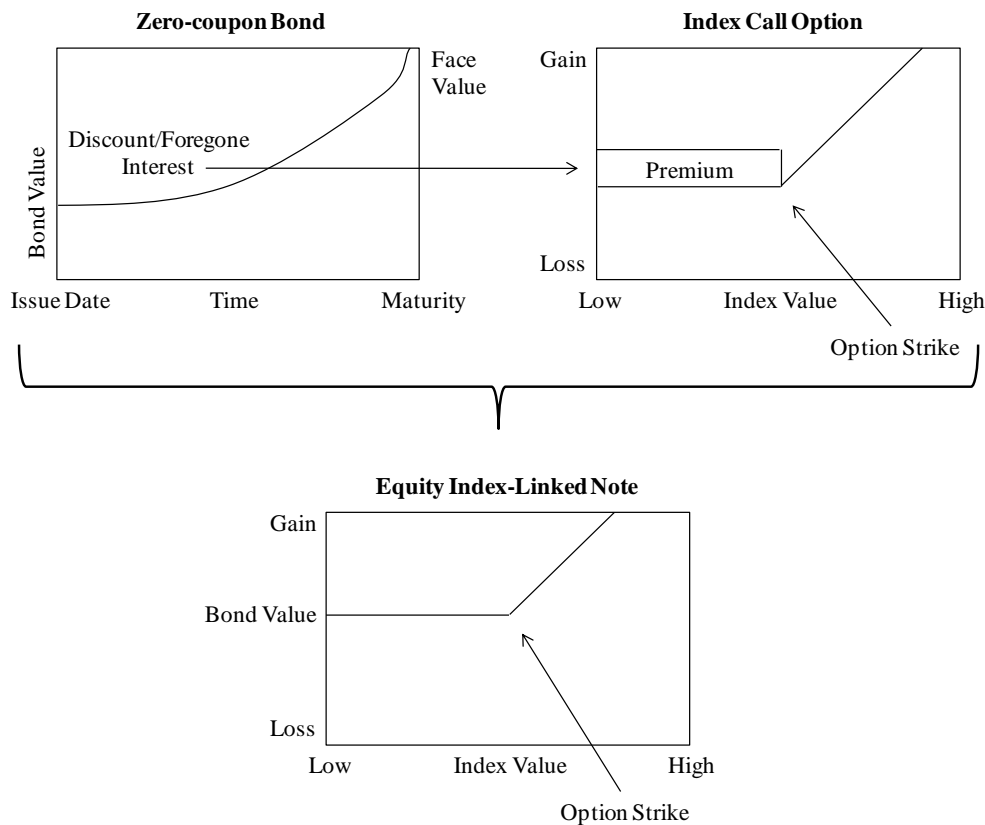 Zero-coupon Bond
Bond Value
Discount/Foregone
Interest
Face
Value
Issue Date
Time
Maturity
Index Call Option
Gain
Premium
Loss
Low
Index Value
High
Option Strike
Equity Index-Linked Note
Gain
Bond Value
Loss
Low
Index Value
High
Option Strike